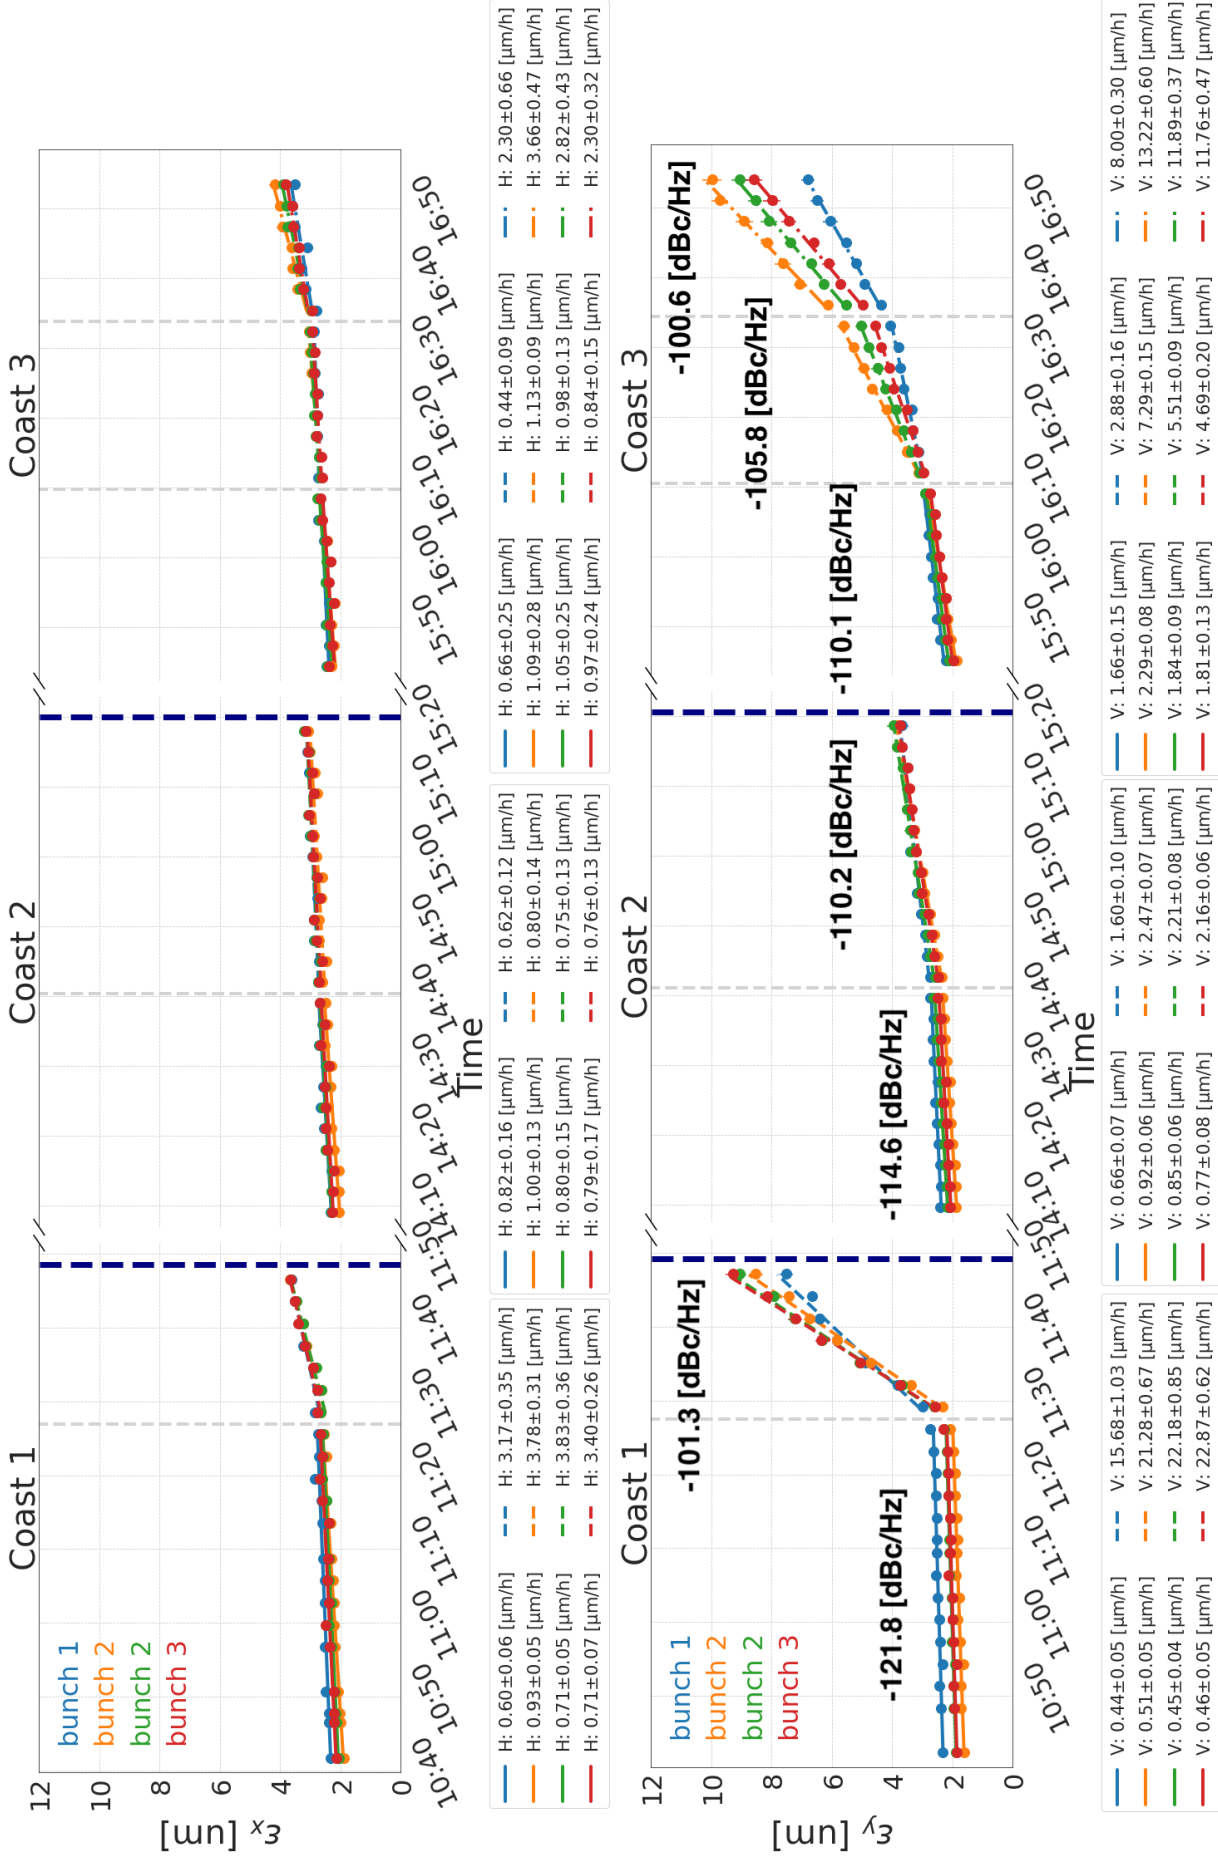 Coast 1
Coast 2
Coast 3
bunch 1
bunch 2
bunch 2
bunch 3
εx [um]
12
10
8
6
4
2
0
10:40
10:50
11:00
11:10
11:20
11:30
11:40
11:50
14:10
14:20
14:30
14:40
14:50
15:00
15:10
15:20
15:50
16:00
16:10
16:20
16:30
16:40
16:50
Time
H: 0.60±0.06 [μm/h]
H: 0.93±0.05 [μm/h]
H: 0.71±0.05 [μm/h]
H: 0.71±0.07 [μm/h]
H: 3.17±0.35 [μm/h]
H: 3.78±0.31 [μm/h]
H: 3.83±0.36 [μm/h]
H: 3.40±0.26 [μm/h]
H: 0.82±0.16 [μm/h]
H: 1.00±0.13 [μm/h]
H: 0.80±0.15 [μm/h]
H: 0.79±0.17 [μm/h]
H: 0.62±0.12 [μm/h]
H: 0.80±0.14 [μm/h]
H: 0.75±0.13 [μm/h]
H: 0.76±0.13 [μm/h]
H: 0.66±0.25 [μm/h]
H: 1.09±0.28 [μm/h]
H: 1.05±0.25 [μm/h]
H: 0.97±0.24 [μm/h]
H: 0.44±0.09 [μm/h]
H: 1.13±0.09 [μm/h]
H: 0.98±0.13 [μm/h]
H: 0.84±0.15 [μm/h]
H: 2.30±0.66 [μm/h]
H: 3.66±0.47 [μm/h]
H: 2.82±0.43 [μm/h]
H: 2.30±0.32 [μm/h]
Coast 1
Coast 2
Coast 3
bunch 1
bunch 2
bunch 2
bunch 3
-121.8 [dBc/Hz]
-101.3 [dBc/Hz]
-114.6 [dBc/Hz]
-110.2 [dBc/Hz]
-110.1 [dBc/Hz]
-105.8 [dBc/Hz]
-100.6 [dBc/Hz]
εy [um]
12
10
8
6
4
2
0
10:50
11:00
11:10
11:20
11:30
11:40
11:50
14:10
14:20
14:30
14:40
14:50
15:00
15:10
15:20
15:50
16:00
16:10
16:20
16:30
16:40
16:50
Time
V: 0.44±0.05 [μm/h]
V: 0.51±0.05 [μm/h]
V: 0.45±0.04 [μm/h]
V: 0.46±0.05 [μm/h]
V: 15.68±1.03 [μm/h]
V: 21.28±0.67 [μm/h]
V: 22.18±0.85 [μm/h]
V: 22.87±0.62 [μm/h]
V: 0.66±0.07 [μm/h]
V: 0.92±0.06 [μm/h]
V: 0.85±0.06 [μm/h]
V: 0.77±0.08 [μm/h]
V: 1.60±0.10 [μm/h]
V: 2.47±0.07 [μm/h]
V: 2.21±0.08 [μm/h]
V: 2.16±0.06 [μm/h]
V: 1.66±0.15 [μm/h]
V: 2.29±0.08 [μm/h]
V: 1.84±0.09 [μm/h]
V: 1.81±0.13 [μm/h]
V: 2.88±0.16 [μm/h]
V: 7.29±0.15 [μm/h]
V: 5.51±0.09 [μm/h]
V: 4.69±0.20 [μm/h]
V: 8.00±0.30 [μm/h]
V: 13.22±0.60 [μm/h]
V: 11.89±0.37 [μm/h]
V: 11.76±0.47 [μm/h]